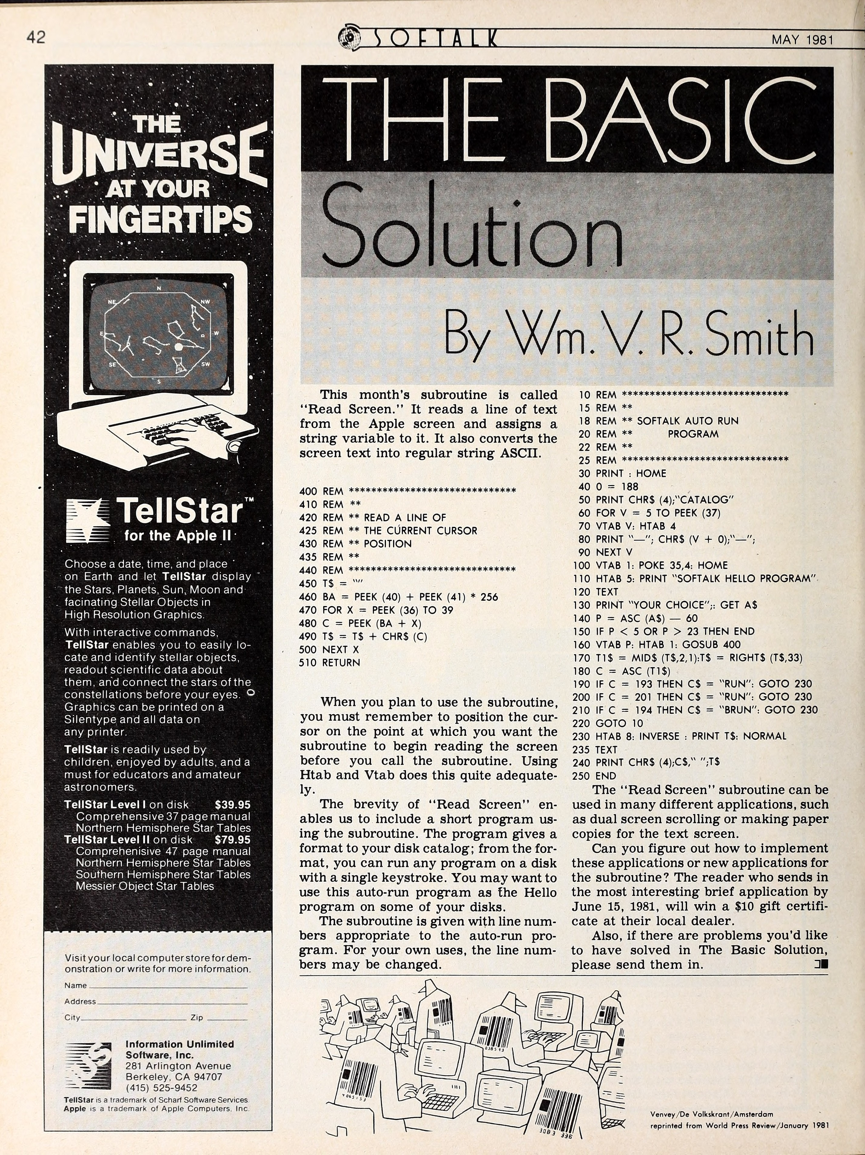 42
SOFTALK
MAY 1981
THE
UNIVERSE
AT YOUR
FINGERTIPS
N
NE
NW
E
W
SE
SW
S
TellStar™
for the Apple II
Choose a date, time, and place
on Earth and let TellStar display
the Stars, Planets, Sun, Moon and
facinating Stellar Objects in
High Resolution Graphics.
With interactive commands,
TellStar enables you to easily lo-
cate and identify stellar objects,
readout scientific data about
them, and connect the stars of the
constellations before your eyes.
Graphics can be printed on a
Silentype and all data on
any printer.
TellStar is readily used by
children, enjoyed by adults, and a
must for educators and amateur
astronomers.
TellStar Level I on disk $39.95
Comprehensive 37 page manual
Northern Hemisphere Star Tables
TellStar Level II on disk $79.95
Comprehenisive 47 page manual
Northern Hemisphere Star Tables
Southern Hemisphere Star Tables
Messier Object Star Tables
Visit your local computer store for dem-
onstration or write for more information.
Name
Address
City Zip
Information Unlimited
Software, Inc.
281 Arlington Avenue
Berkeley, CA 94707
(415) 525-9452
TellStar is a trademark of Scharf Software Services
Apple is a trademark of Apple Computers, Inc.
THE BASIC
Solution
By Wm. V. R. Smith
This month's subroutine is called
"Read Screen." It reads a line of text
from the Apple screen and assigns a
string variable to it. It also converts the
screen text into regular string ASCII.
400 REM ******************************
410 REM **
420 REM ** READ A LINE OF
425 REM ** THE CURRENT CURSOR
430 REM ** POSITION
435 REM **
440 REM ******************************
450 T$ = ""
460 BA = PEEK (40) + PEEK (41) * 256
470 FOR X = PEEK (36) TO 39
480 C = PEEK (BA + X)
490 T$ = T$ + CHR$ (C)
500 NEXT X
510 RETURN
When you plan to use the subroutine,
you must remember to position the cur-
sor on the point at which you want the
subroutine to begin reading the screen
before you call the subroutine. Using
Htab and Vtab does this quite adequate-
ly.
The brevity of "Read Screen" en-
ables us to include a short program us-
ing the subroutine. The program gives a
format to your disk catalog; from the for-
mat, you can run any program on a disk
with a single keystroke. You may want to
use this auto-run program as the Hello
program on some of your disks.
The subroutine is given with line num-
bers appropriate to the auto-run pro-
gram. For your own uses, the line num-
bers may be changed.
10 REM ******************************
15 REM **
18 REM ** SOFTALK AUTO RUN
20 REM ** PROGRAM
22 REM **
25 REM ******************************
30 PRINT : HOME
40 0 = 188
50 PRINT CHR$ (4);"CATALOG"
60 FOR V = 5 TO PEEK (37)
70 VTAB V: HTAB 4
80 PRINT "—"; CHR$ (V + 0);"—";
90 NEXT V
100 VTAB 1: POKE 35,4: HOME
110 HTAB 5: PRINT "SOFTALK HELLO PROGRAM"
120 TEXT
130 PRINT "YOUR CHOICE";: GET A$
140 P = ASC (A$) — 60
150 IF P < 5 OR P > 23 THEN END
160 VTAB P: HTAB 1: GOSUB 400
170 T1$ = MID$ (T$,2,1):T$ = RIGHT$ (T$,33)
180 C = ASC (T1$)
190 IF C = 193 THEN C$ = "RUN": GOTO 230
200 IF C = 201 THEN C$ = "RUN": GOTO 230
210 IF C = 194 THEN C$ = "BRUN": GOTO 230
220 GOTO 10
230 HTAB 8: INVERSE : PRINT T$: NORMAL
235 TEXT
240 PRINT CHR$ (4);C$," ";T$
250 END
The "Read Screen" subroutine can be
used in many different applications, such
as dual screen scrolling or making paper
copies for the text screen.
Can you figure out how to implement
these applications or new applications for
the subroutine? The reader who sends in
the most interesting brief application by
June 15, 1981, will win a $10 gift certifi-
cate at their local dealer.
Also, if there are problems you'd like
to have solved in The Basic Solution,
please send them in.
Venvey/De Volkskrant/Amsterdam
reprinted from World Press Review/January 1981